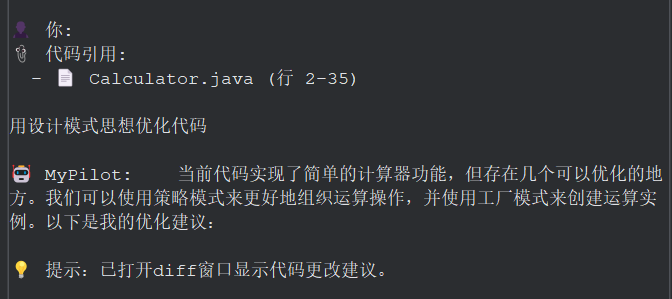 你:
代码引用:
- Calculator.java (行 2-35)
用设计模式思想优化代码
MyPilot: 当前代码实现了简单的计算器功能，但存在几个可以优化的地
方。我们可以使用策略模式来更好地组织运算操作，并使用工厂模式来创建运算实
例。以下是我的优化建议：
提示：已打开diff窗口显示代码更改建议。